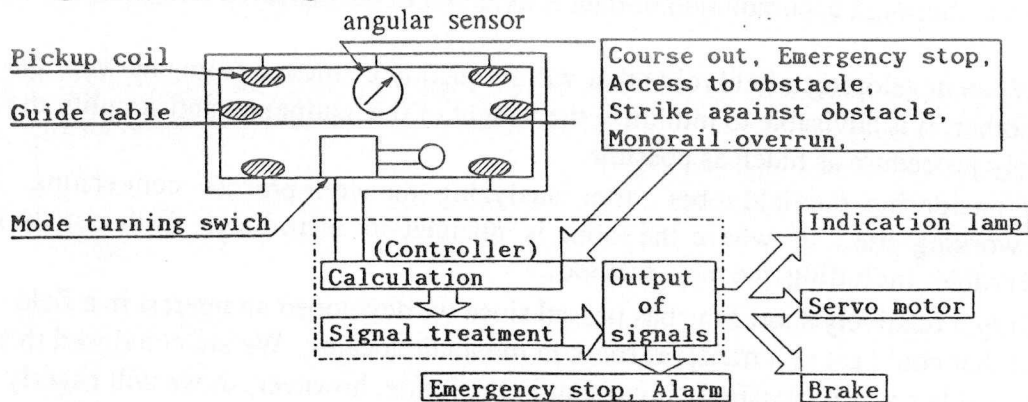 angular sensor
Pickup coil
Guide cable
Mode turning swich
Course out, Emergency stop,
Access to obstacle,
Strike against obstacle,
Monorail overrun,
(Controller)
Calculation
Signal treatment
Output
of
signals
Indication lamp
Servo motor
Brake
Emergency stop, Alarm